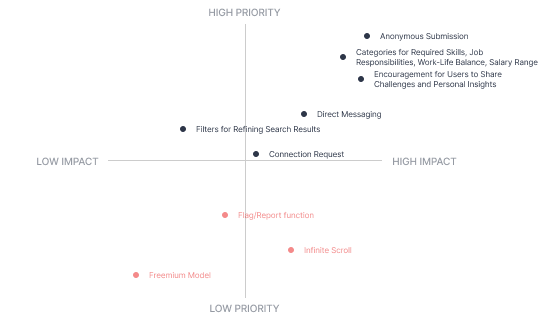 HIGH PRIORITY
Anonymous Submission
Categories for Required Skills, Job
Responsibilities, Work-Life Balance, Salary Range
Encouragement for Users to Share
Challenges and Personal Insights
Direct Messaging
Filters for Refining Search Results
Connection Request
LOW IMPACT
HIGH IMPACT
Flag/Report function
Infinite Scroll
Freemium Model
LOW PRIORITY